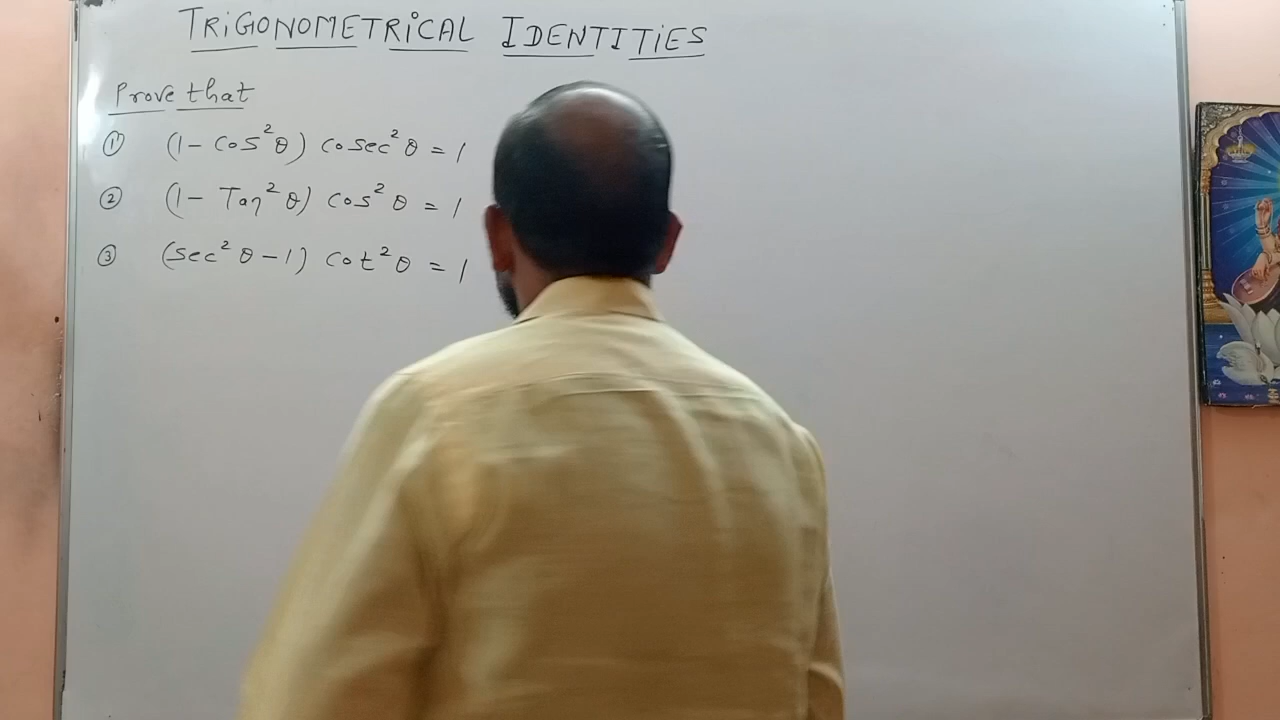 TRiGONOMETRiCAL IDENTITiES
Prove that
① (1 - cos²θ) cosec²θ = 1
② (1 - Tan²θ) cos²θ = 1
③ (sec²θ - 1) cot²θ = 1